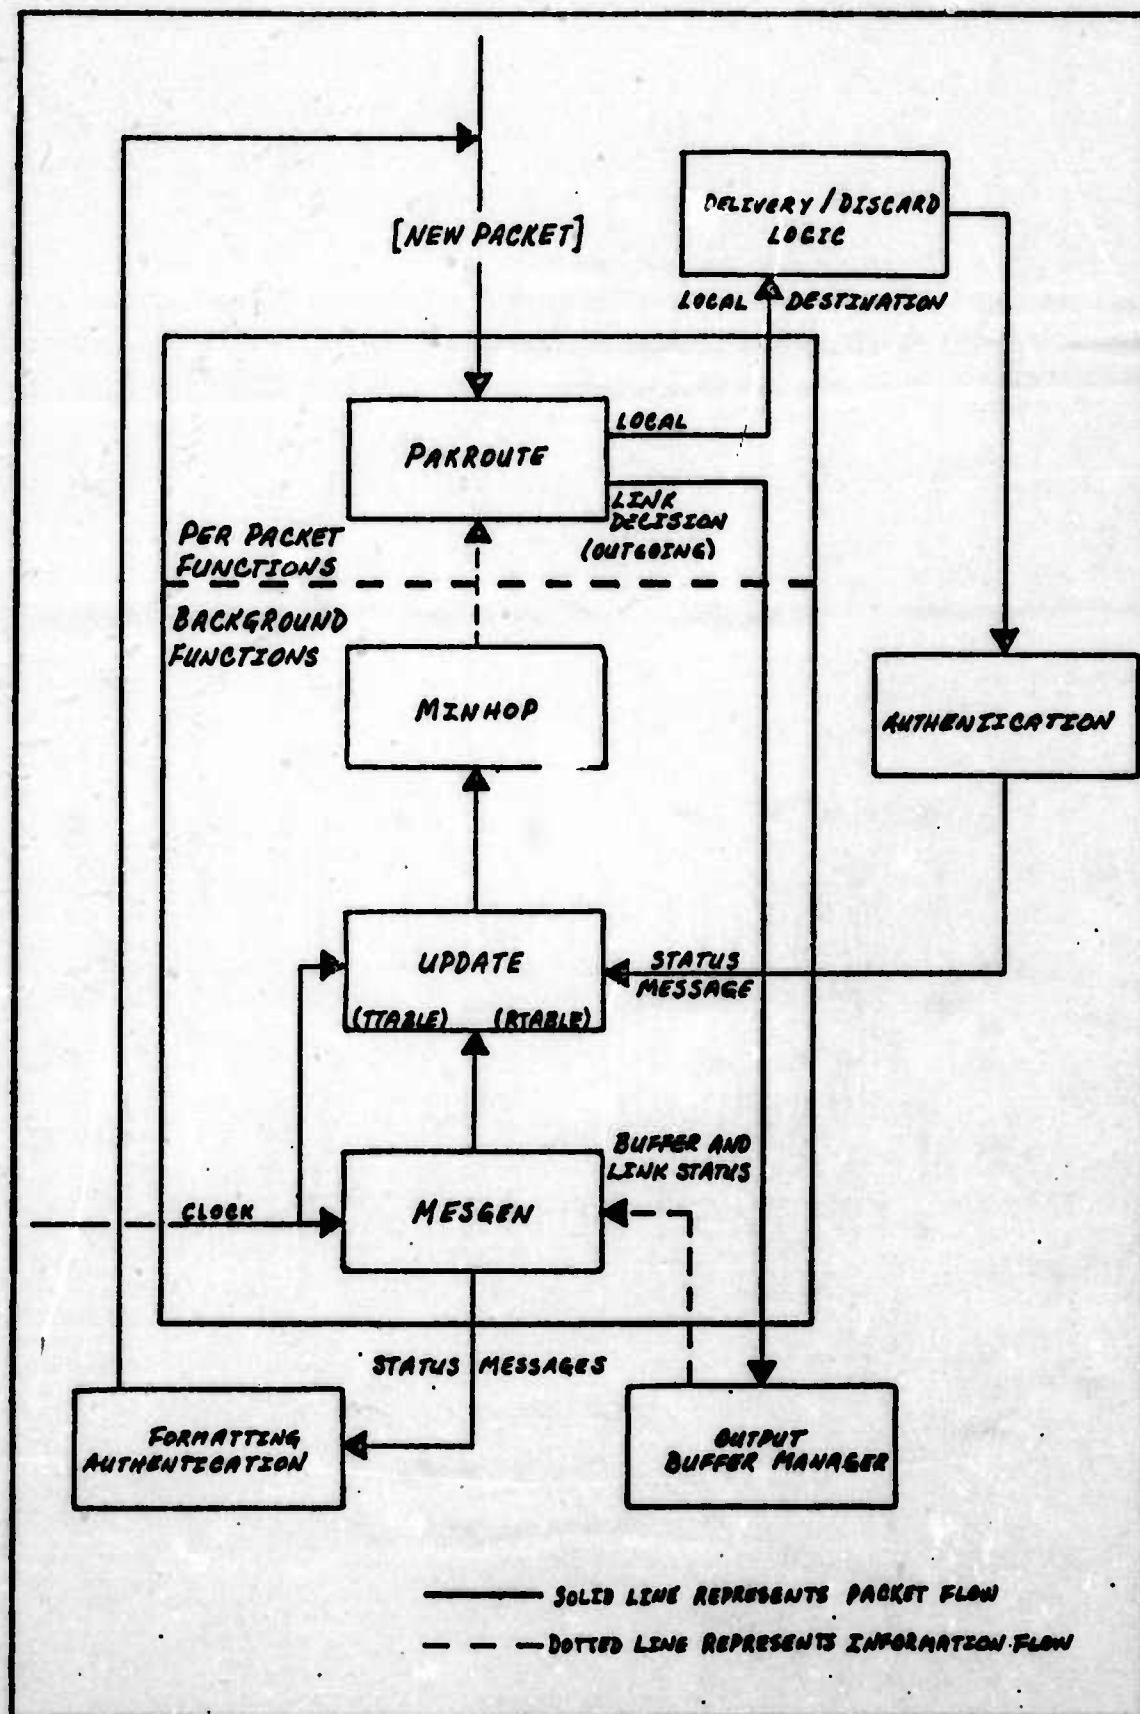 [NEW PACKET]
DELIVERY / DISCARD
LOGIC
LOCAL DESTINATION
PAKROUTE
LOCAL
LINK
DECISION
(OUTGOING)
PER PACKET
FUNCTIONS
BACKGROUND
FUNCTIONS
MINHOP
AUTHENTICATION
UPDATE
(TTABLE) (RTABLE)
STATUS
MESSAGE
BUFFER AND
LINK STATUS
CLOCK
MESGEN
STATUS MESSAGES
FORMATTING
AUTHENTICATION
OUTPUT
BUFFER MANAGER
SOLID LINE REPRESENTS PACKET FLOW
DOTTED LINE REPRESENTS INFORMATION FLOW